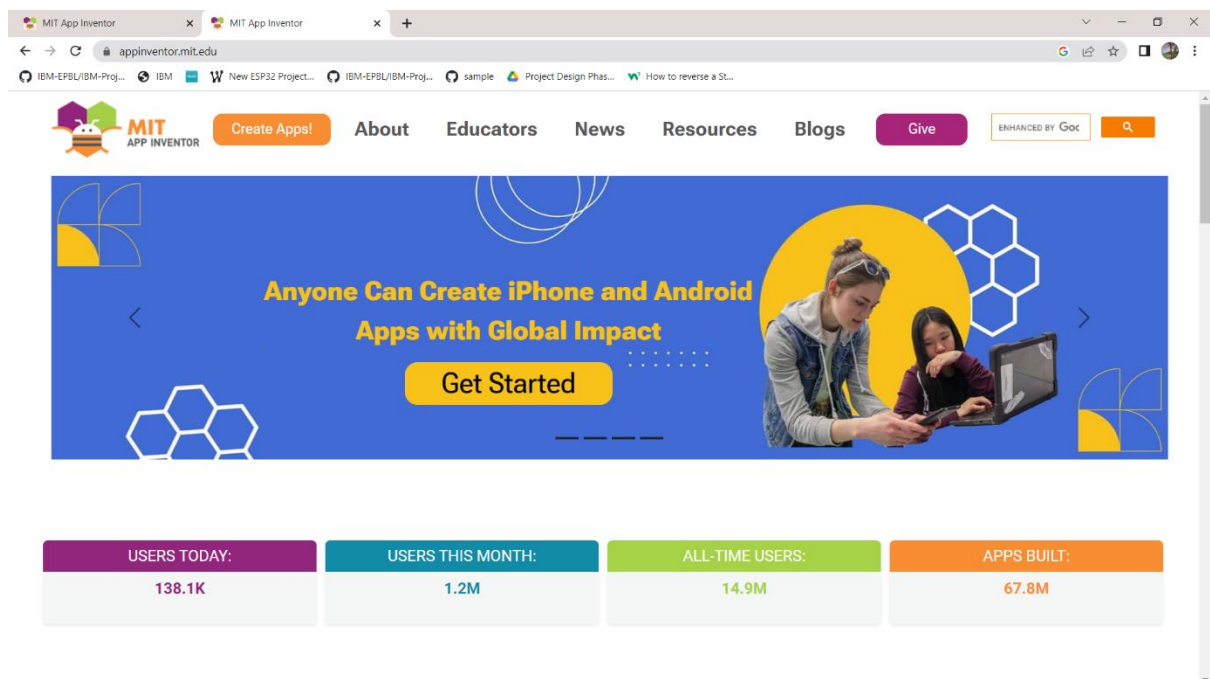 MIT App Inventor
MIT App Inventor
appinventor.mit.edu
IBM-EPBL/IBM-Proj... IBM New ESP32 Project... IBM-EPBL/IBM-Proj... sample Project Design Phas... How to reverse a St...
MIT
APP INVENTOR
Create Apps! About Educators News Resources Blogs Give ENHANCED BY Goo
Anyone Can Create iPhone and Android
Apps with Global Impact
Get Started
USERS TODAY: USERS THIS MONTH: ALL-TIME USERS: APPS BUILT:
138.1K 1.2M 14.9M 67.8M